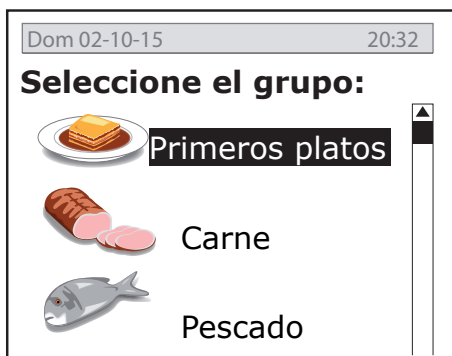 Dom 02-10-15 20:32
Seleccione el grupo:
Primeros platos
Carne
Pescado